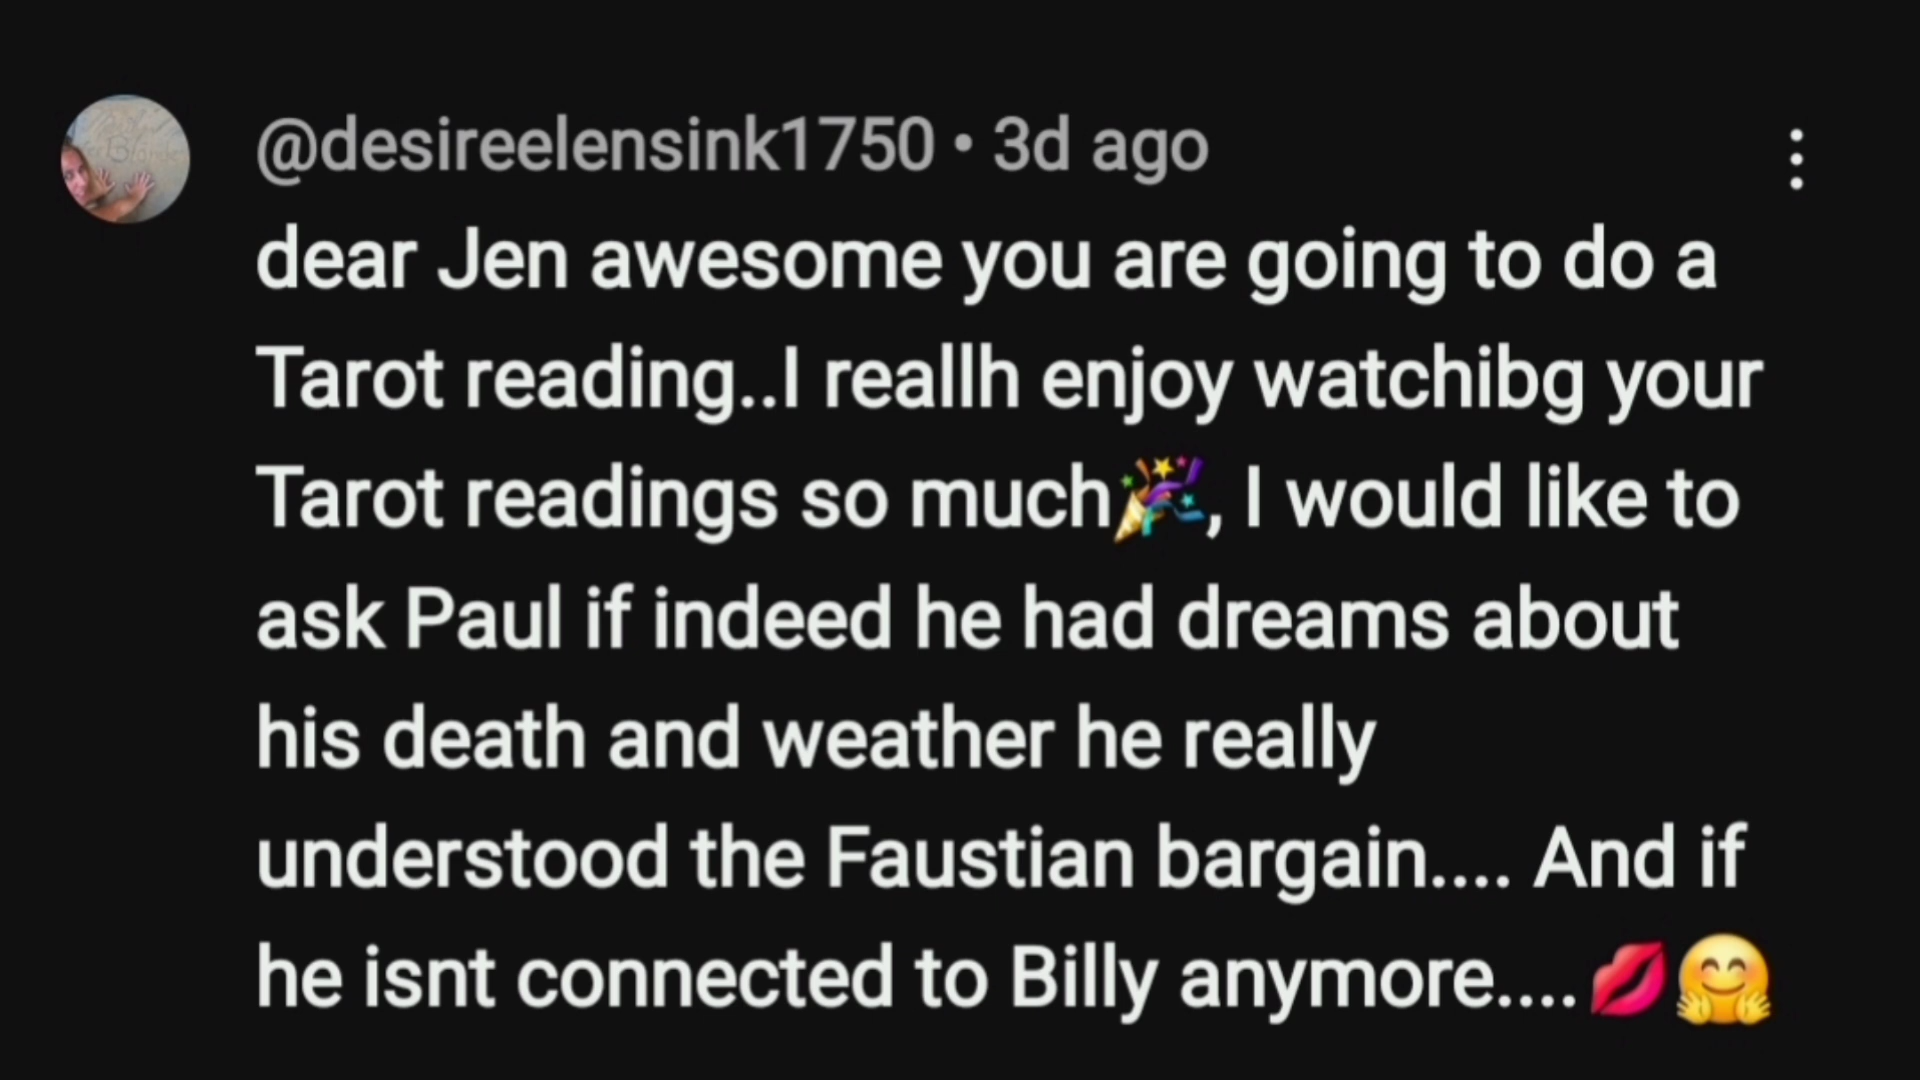 @desireelensink1750 • 3d ago
dear Jen awesome you are going to do a
Tarot reading..I reallh enjoy watchibg your
Tarot readings so much🎉, I would like to
ask Paul if indeed he had dreams about
his death and weather he really
understood the Faustian bargain.... And if
he isnt connected to Billy anymore....💋🤗